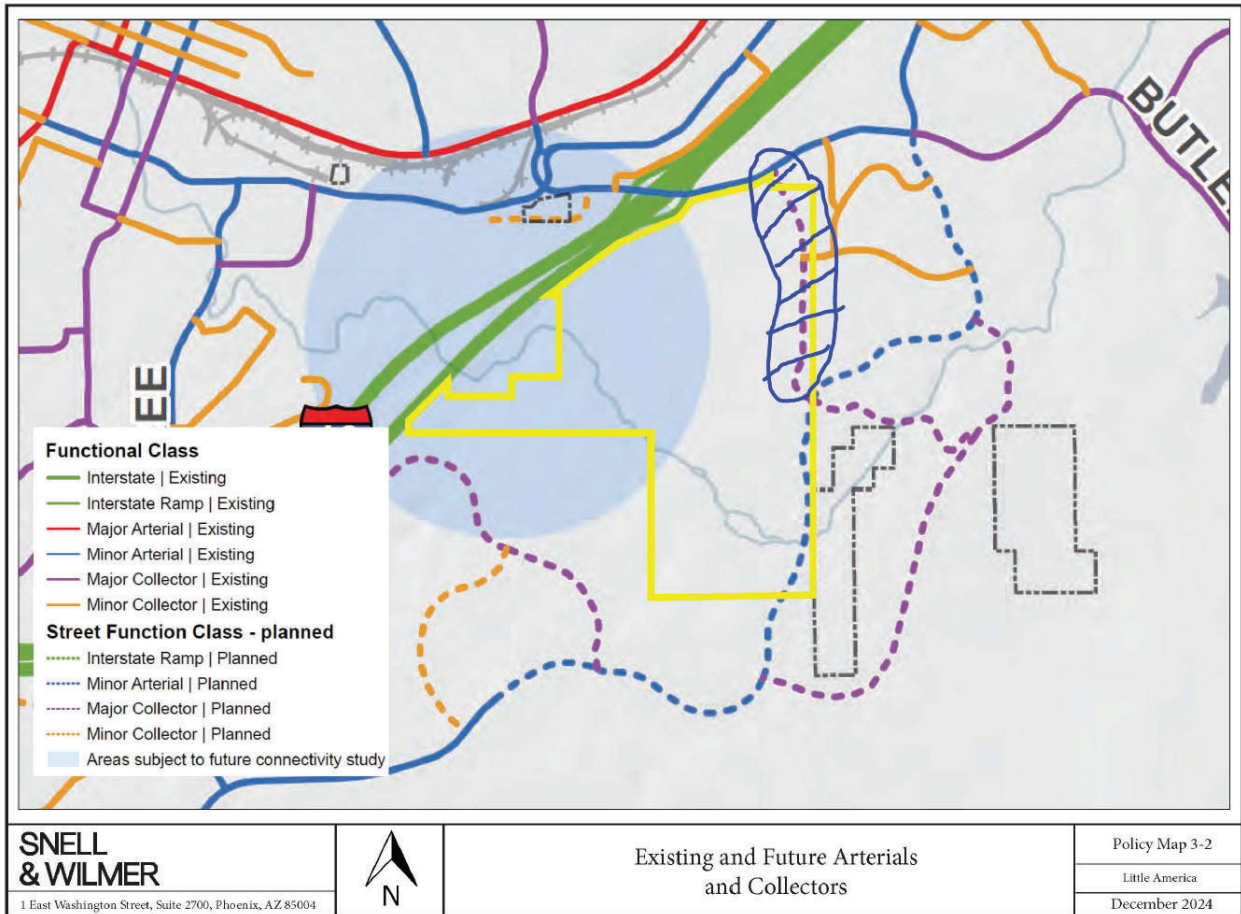 BUTLE
EE
Functional Class
Interstate | Existing
Interstate Ramp | Existing
Major Arterial | Existing
Minor Arterial | Existing
Major Collector | Existing
Minor Collector | Existing
Street Function Class - planned
Interstate Ramp | Planned
Minor Arterial | Planned
Major Collector | Planned
Minor Collector | Planned
Areas subject to future connectivity study
SNELL
& WILMER
1 East Washington Street, Suite 2700, Phoenix, AZ 85004
N
Existing and Future Arterials
and Collectors
Policy Map 3-2
Little America
December 2024